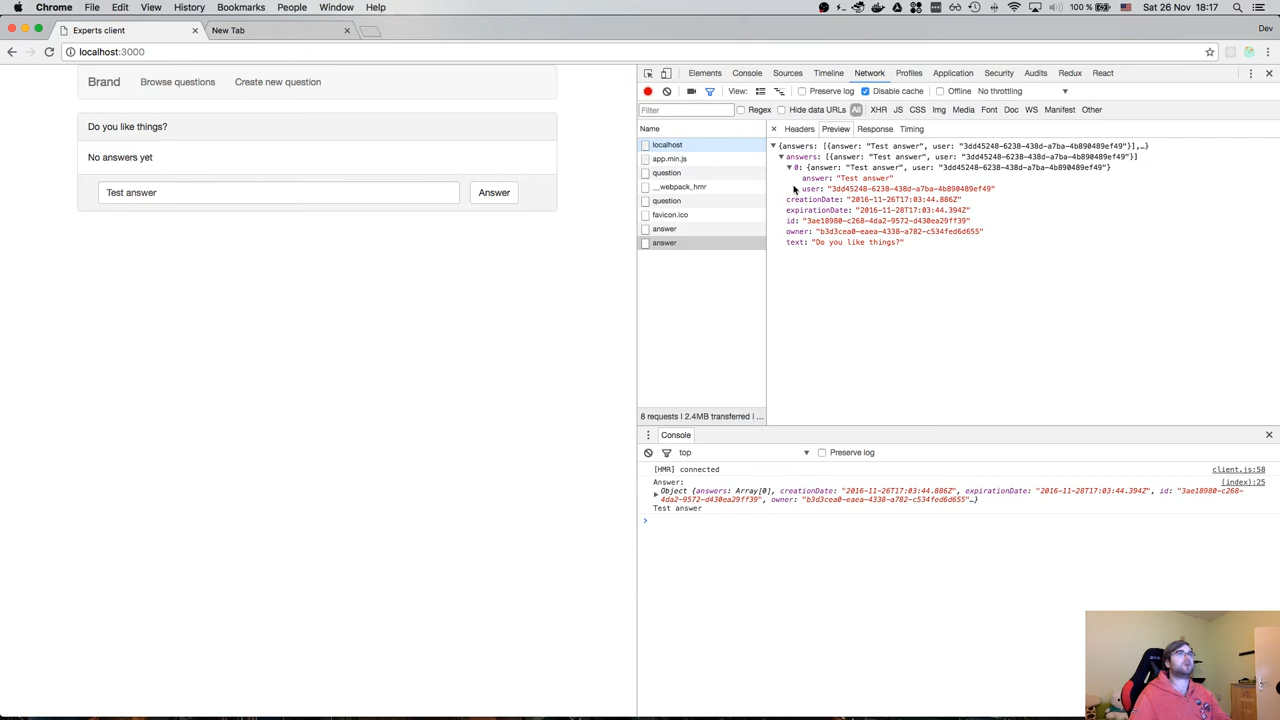 Chrome File Edit View History Bookmarks People Window Help 100 % Sat 26 Nov 18:17
Experts client New Tab Dev
localhost:3000
Brand Browse questions Create new question
Do you like things?
No answers yet
Test answer Answer
Elements Console Sources Timeline Network Profiles Application Security Audits Redux React
View: Preserve log Disable cache Offline No throttling
Filter Regex Hide data URLs All XHR JS CSS Img Media Font Doc WS Manifest Other
Name Headers Preview Response Timing
localhost
app.min.js
question
__webpack_hmr
question
favicon.ico
answer
answer
8 requests | 2.4MB transferred | ...
{answers: [{answer: "Test answer", user: "3dd45248-6238-438d-a7ba-4b890489ef49"}],…}
answers: [{answer: "Test answer", user: "3dd45248-6238-438d-a7ba-4b890489ef49"}]
0: {answer: "Test answer", user: "3dd45248-6238-438d-a7ba-4b890489ef49"}
answer: "Test answer"
user: "3dd45248-6238-438d-a7ba-4b890489ef49"
creationDate: "2016-11-26T17:03:44.886Z"
expirationDate: "2016-11-28T17:03:44.394Z"
id: "3ae18980-c268-4da2-9572-d430ea29ff39"
owner: "b3d3cea0-eaea-4338-a782-c534fed6d655"
text: "Do you like things?"
Console
top Preserve log
[HMR] connected client.js:58
Answer: (index):25
Object {answers: Array[0], creationDate: "2016-11-26T17:03:44.886Z", expirationDate: "2016-11-28T17:03:44.394Z", id: "3ae18980-c268-
4da2-9572-d430ea29ff39", owner: "b3d3cea0-eaea-4338-a782-c534fed6d655"…}
Test answer